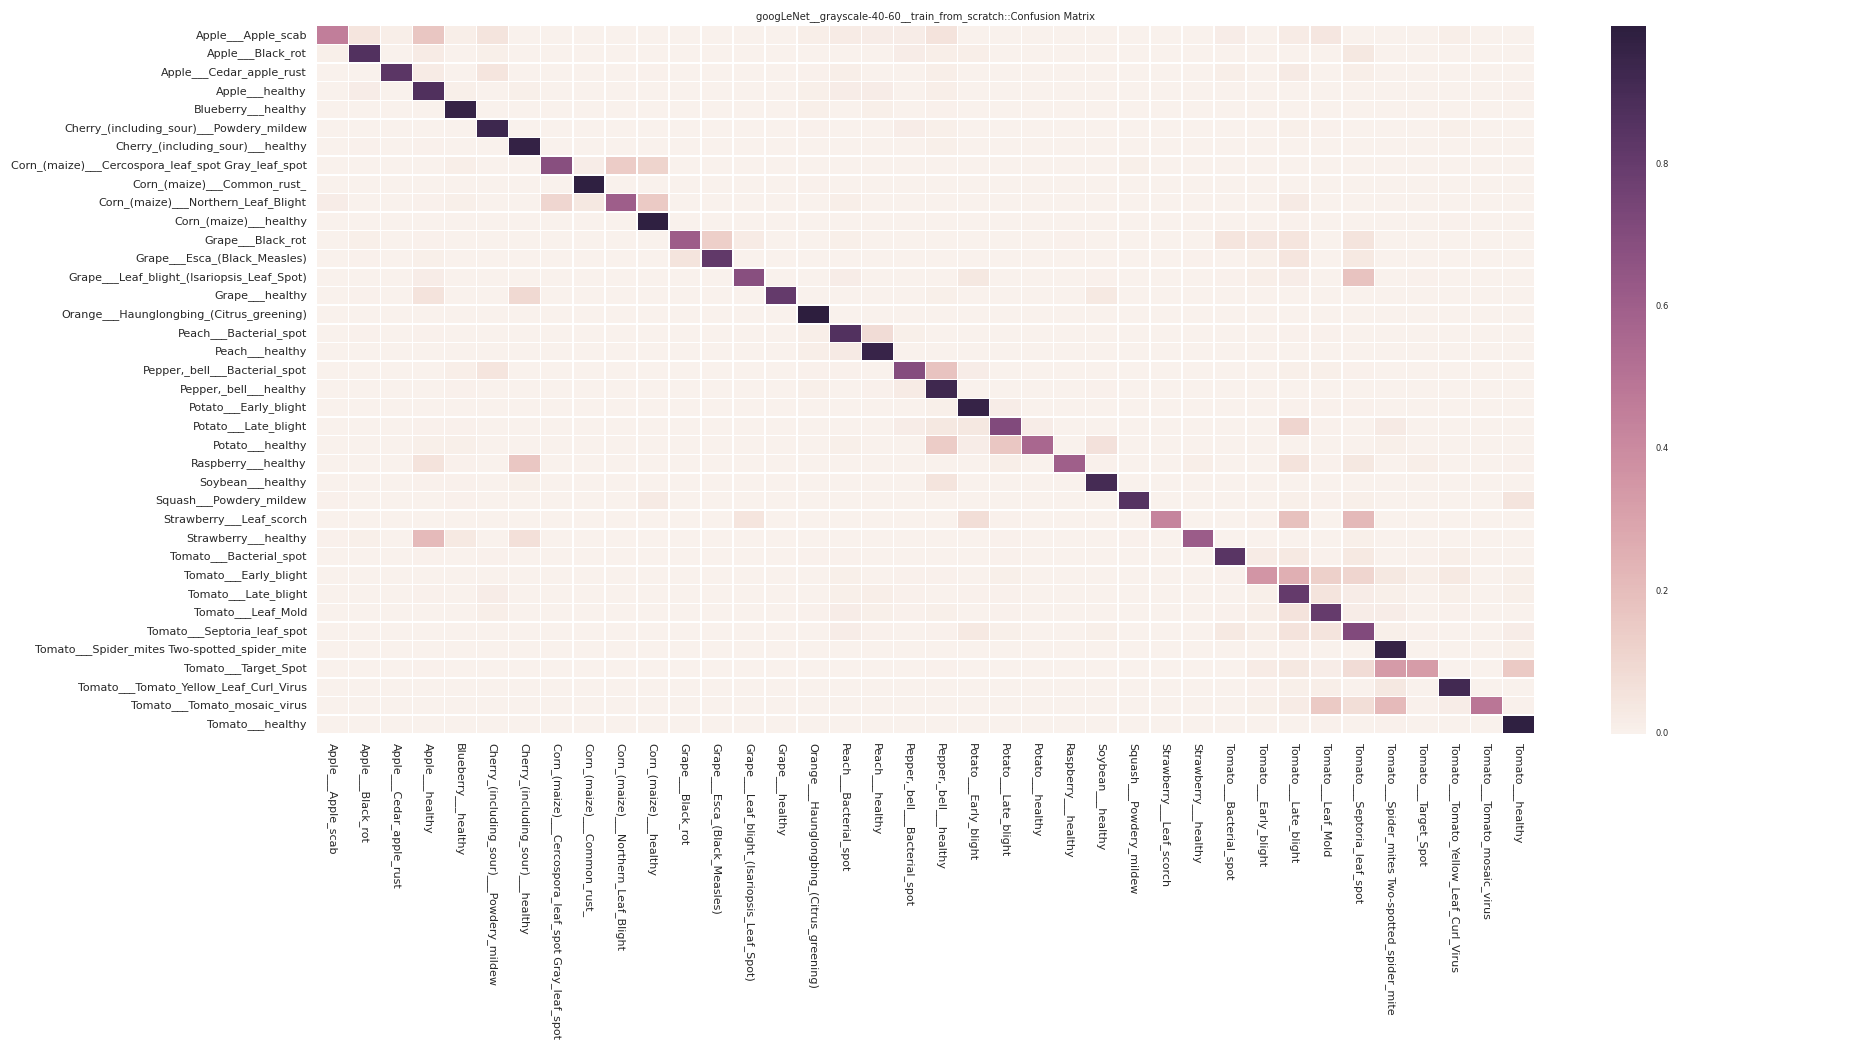 googLeNet__grayscale-40-60__train_from_scratch::Confusion Matrix
Apple___Apple_scab
Apple___Black_rot
Apple___Cedar_apple_rust
Apple___healthy
Blueberry___healthy
Cherry_(including_sour)___Powdery_mildew
Cherry_(including_sour)___healthy
Corn_(maize)___Cercospora_leaf_spot Gray_leaf_spot
Corn_(maize)___Common_rust_
Corn_(maize)___Northern_Leaf_Blight
Corn_(maize)___healthy
Grape___Black_rot
Grape___Esca_(Black_Measles)
Grape___Leaf_blight_(Isariopsis_Leaf_Spot)
Grape___healthy
Orange___Haunglongbing_(Citrus_greening)
Peach___Bacterial_spot
Peach___healthy
Pepper,_bell___Bacterial_spot
Pepper,_bell___healthy
Potato___Early_blight
Potato___Late_blight
Potato___healthy
Raspberry___healthy
Soybean___healthy
Squash___Powdery_mildew
Strawberry___Leaf_scorch
Strawberry___healthy
Tomato___Bacterial_spot
Tomato___Early_blight
Tomato___Late_blight
Tomato___Leaf_Mold
Tomato___Septoria_leaf_spot
Tomato___Spider_mites Two-spotted_spider_mite
Tomato___Target_Spot
Tomato___Tomato_Yellow_Leaf_Curl_Virus
Tomato___Tomato_mosaic_virus
Tomato___healthy
Apple___Apple_scab
Apple___Black_rot
Apple___Cedar_apple_rust
Apple___healthy
Blueberry___healthy
Cherry_(including_sour)___Powdery_mildew
Cherry_(including_sour)___healthy
Corn_(maize)___Cercospora_leaf_spot Gray_leaf_spot
Corn_(maize)___Common_rust_
Corn_(maize)___Northern_Leaf_Blight
Corn_(maize)___healthy
Grape___Black_rot
Grape___Esca_(Black_Measles)
Grape___Leaf_blight_(Isariopsis_Leaf_Spot)
Grape___healthy
Orange___Haunglongbing_(Citrus_greening)
Peach___Bacterial_spot
Peach___healthy
Pepper,_bell___Bacterial_spot
Pepper,_bell___healthy
Potato___Early_blight
Potato___Late_blight
Potato___healthy
Raspberry___healthy
Soybean___healthy
Squash___Powdery_mildew
Strawberry___Leaf_scorch
Strawberry___healthy
Tomato___Bacterial_spot
Tomato___Early_blight
Tomato___Late_blight
Tomato___Leaf_Mold
Tomato___Septoria_leaf_spot
Tomato___Spider_mites Two-spotted_spider_mite
Tomato___Target_Spot
Tomato___Tomato_Yellow_Leaf_Curl_Virus
Tomato___Tomato_mosaic_virus
Tomato___healthy
0.8
0.6
0.4
0.2
0.0